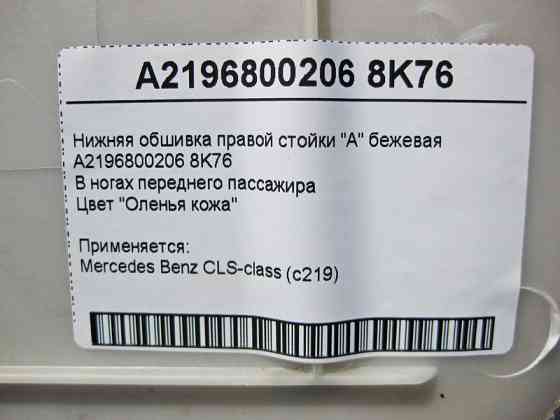 A2196800206 8K76
Нижняя обшивка правой стойки "А" бежевая
A2196800206 8K76
В ногах переднего пассажира
Цвет "Оленья кожа"
Применяется:
Mercedes Benz CLS-class (c219)